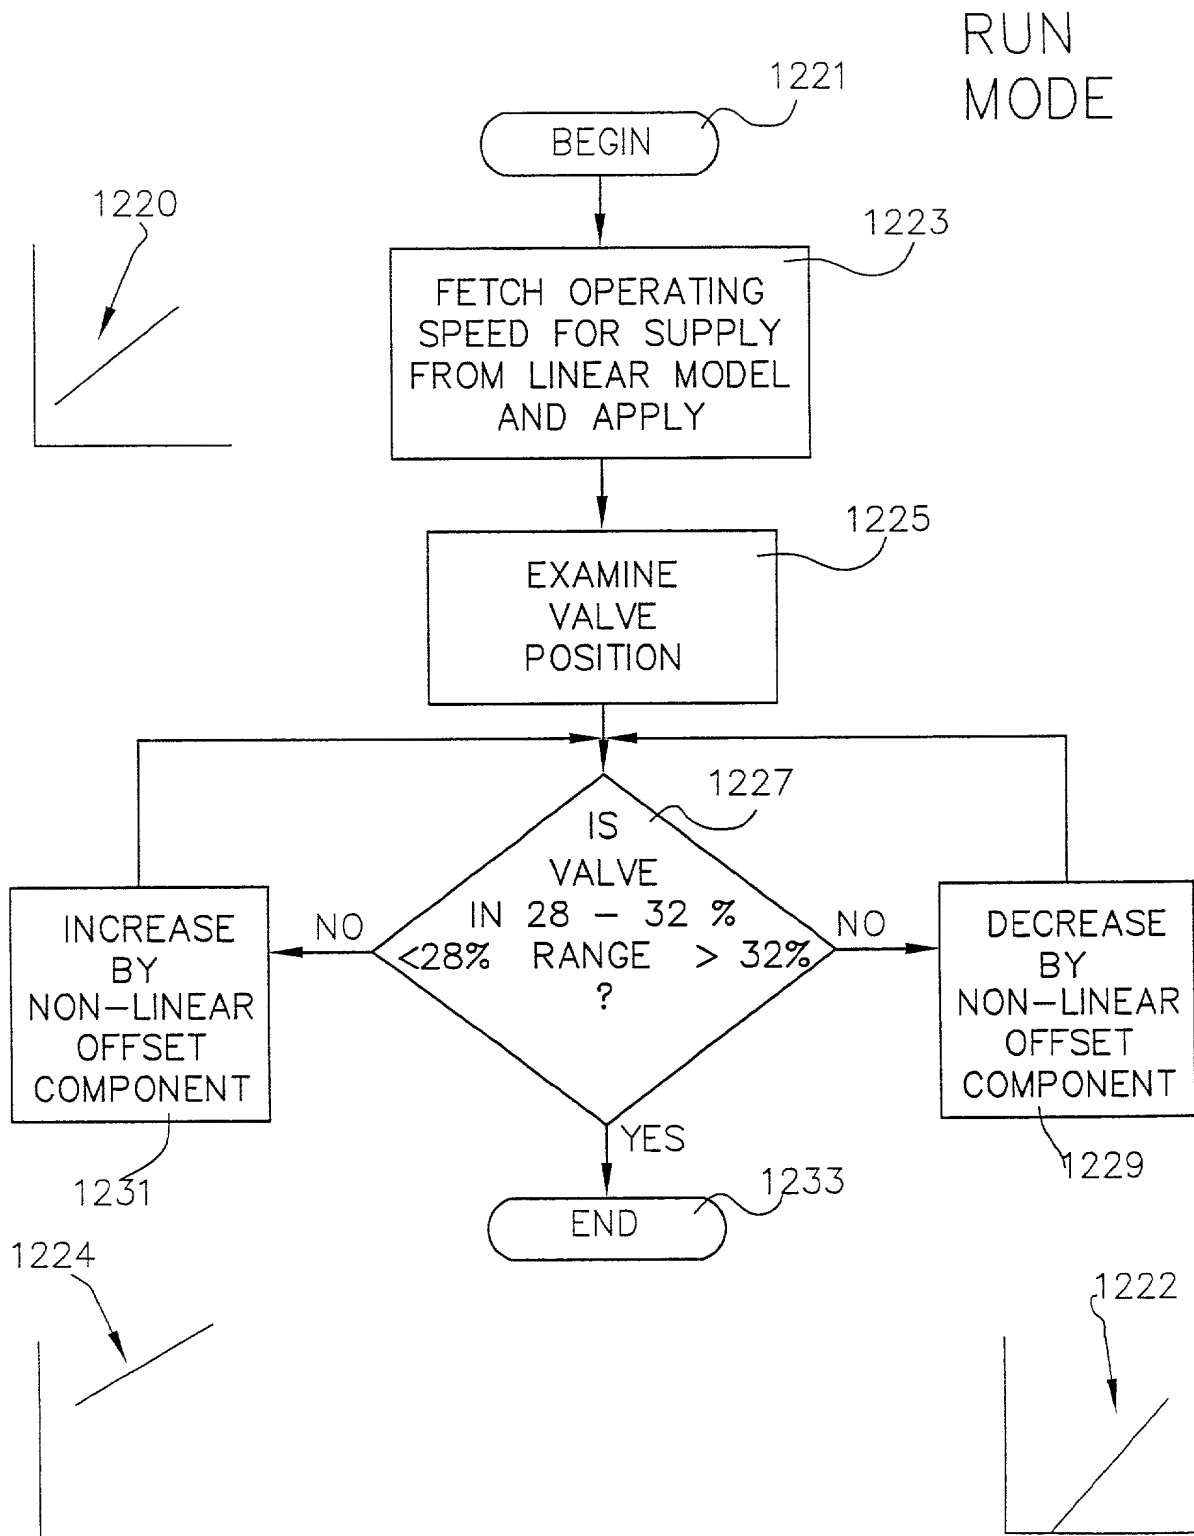 RUN
MODE
1221
BEGIN
1220
1223
FETCH OPERATING
SPEED FOR SUPPLY
FROM LINEAR MODEL
AND APPLY
1225
EXAMINE
VALVE
POSITION
1227
IS
VALVE
IN 28 – 32 %
<28% RANGE > 32%
?
NO
NO
INCREASE
BY
NON–LINEAR
OFFSET
COMPONENT
DECREASE
BY
NON–LINEAR
OFFSET
COMPONENT
YES
1231
1229
1233
END
1224
1222